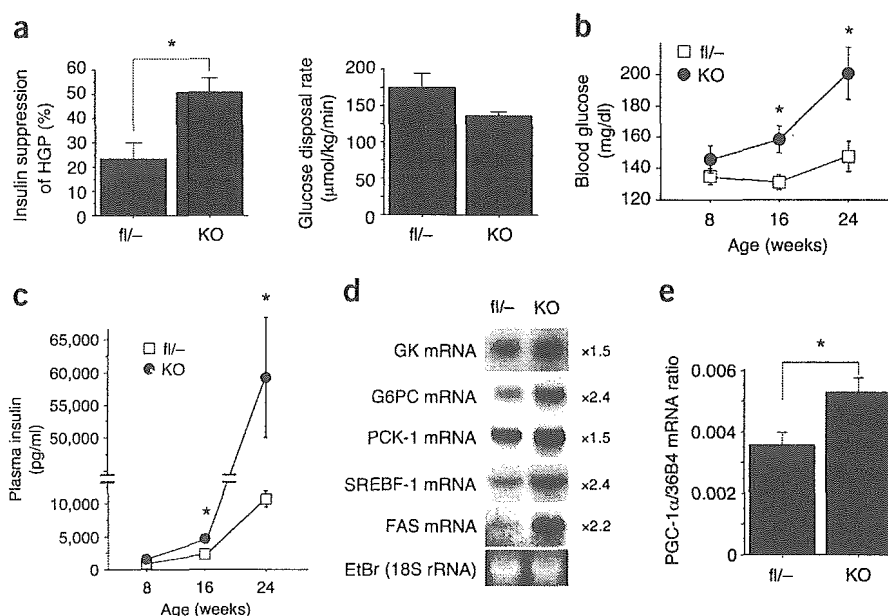 a
*
Insulin suppression
of HGP (%)
60
50
40
30
20
10
0
fl/–
KO
Glucose disposal rate
(μmol/kg/min)
175
150
125
100
75
50
25
0
fl/–
KO
b
fl/–
KO
Blood glucose
(mg/dl)
200
180
160
140
120
*
*
8
16
24
Age (weeks)
c
fl/–
KO
Plasma insulin
(pg/ml)
65,000
60,000
55,000
50,000
10,000
5,000
0
*
*
8
16
24
Age (weeks)
d
fl/– KO
GK mRNA ×1.5
G6PC mRNA ×2.4
PCK-1 mRNA ×1.5
SREBF-1 mRNA ×2.4
FAS mRNA ×2.2
EtBr (18S rRNA)
e
*
PGC-1α/36B4 mRNA ratio
0.006
0.004
0.002
0
fl/–
KO